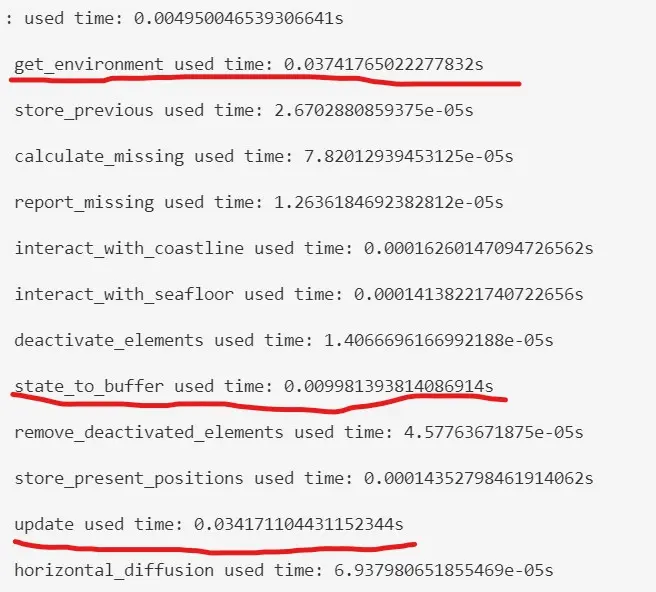 : used time: 0.004950046539306641s
get_environment used time: 0.03741765022277832s
store_previous used time: 2.6702880859375e-05s
calculate_missing used time: 7.82012939453125e-05s
report_missing used time: 1.2636184692382812e-05s
interact_with_coastline used time: 0.00016260147094726562s
interact_with_seafloor used time: 0.00014138221740722656s
deactivate_elements used time: 1.4066696166992188e-05s
state_to_buffer used time: 0.009981393814086914s
remove_deactivated_elements used time: 4.57763671875e-05s
store_present_positions used time: 0.00014352798461914062s
update used time: 0.034171104431152344s
horizontal_diffusion used time: 6.937980651855469e-05s